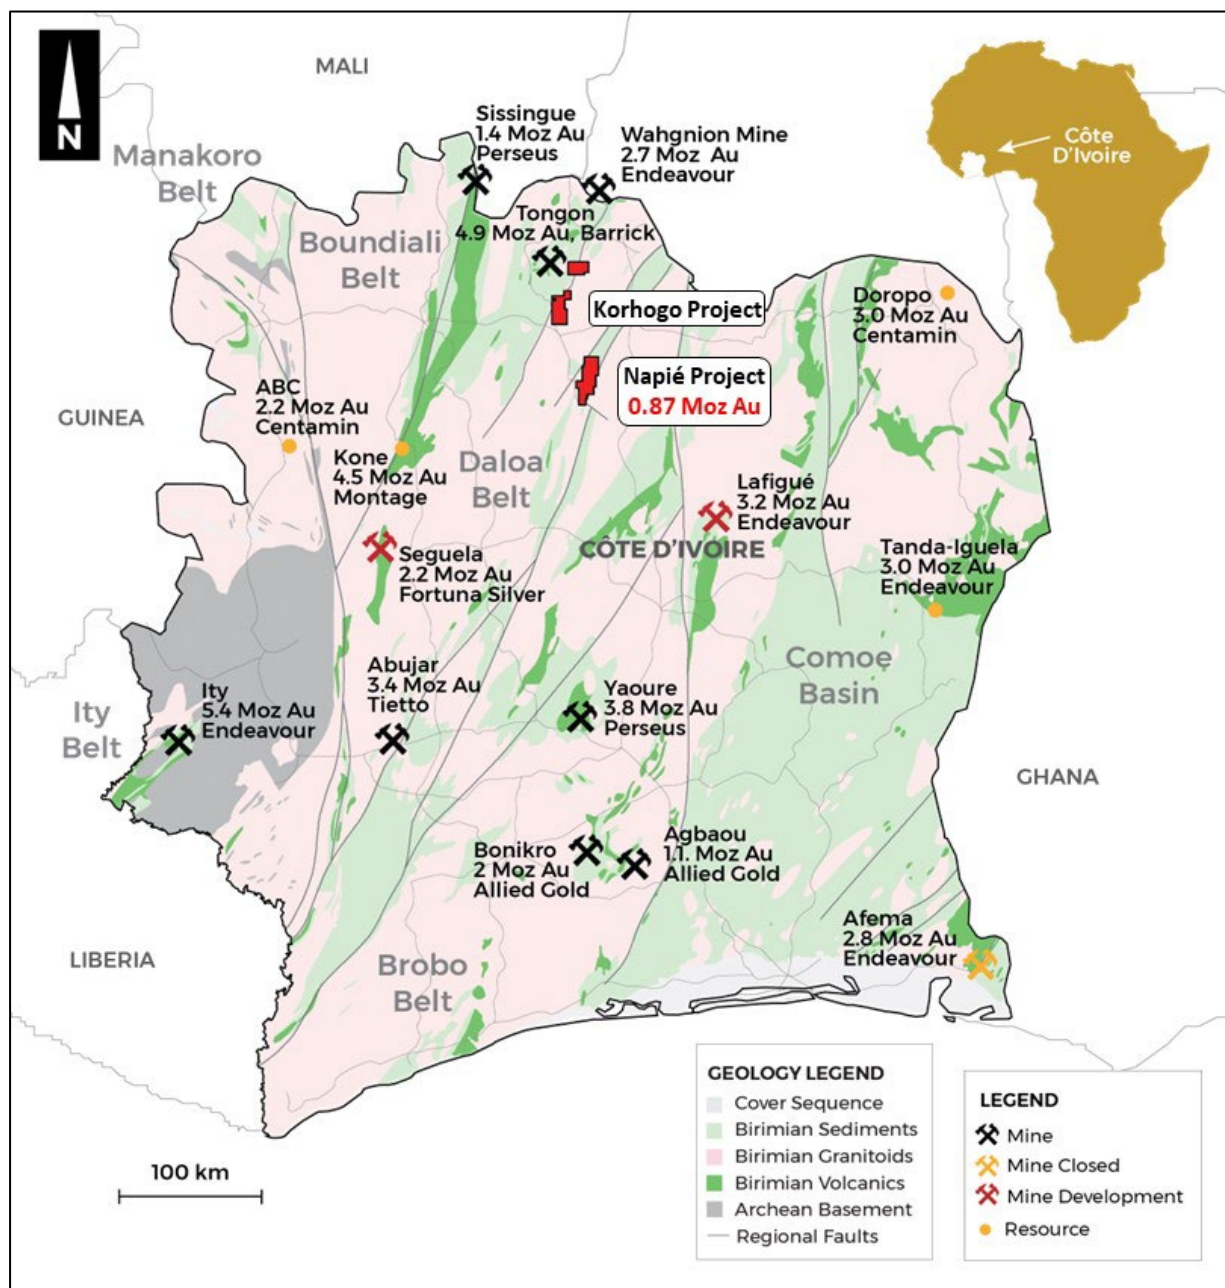 MALI
N
Manakoro
Belt
Sissingue
1.4 Moz Au
Perseus
Wahgnion Mine
2.7 Moz Au
Endeavour
Côte
D'Ivoire
Boundiali
Belt
Tongon
4.9 Moz Au, Barrick
Korhogo Project
Doropo
3.0 Moz Au
Centamin
Napié Project
0.87 Moz Au
GUINEA
ABC
2.2 Moz Au
Centamin
Kone
4.5 Moz Au
Montage
Daloa
Belt
Lafigué
3.2 Moz Au
Endeavour
CÔTE D'IVOIRE
Seguela
2.2 Moz Au
Fortuna Silver
Tanda-Iguela
3.0 Moz Au
Endeavour
Comoe
Basin
Abujar
3.4 Moz Au
Tietto
Ity
5.4 Moz Au
Endeavour
Ity
Belt
Yaoure
3.8 Moz Au
Perseus
GHANA
Bonikro
2 Moz Au
Allied Gold
Agbaou
1.1. Moz Au
Allied Gold
Afema
2.8 Moz Au
Endeavour
LIBERIA
Brobo
Belt
100 km
GEOLOGY LEGEND
Cover Sequence
Birimian Sediments
Birimian Granitoids
Birimian Volcanics
Archean Basement
Regional Faults
LEGEND
Mine
Mine Closed
Mine Development
Resource